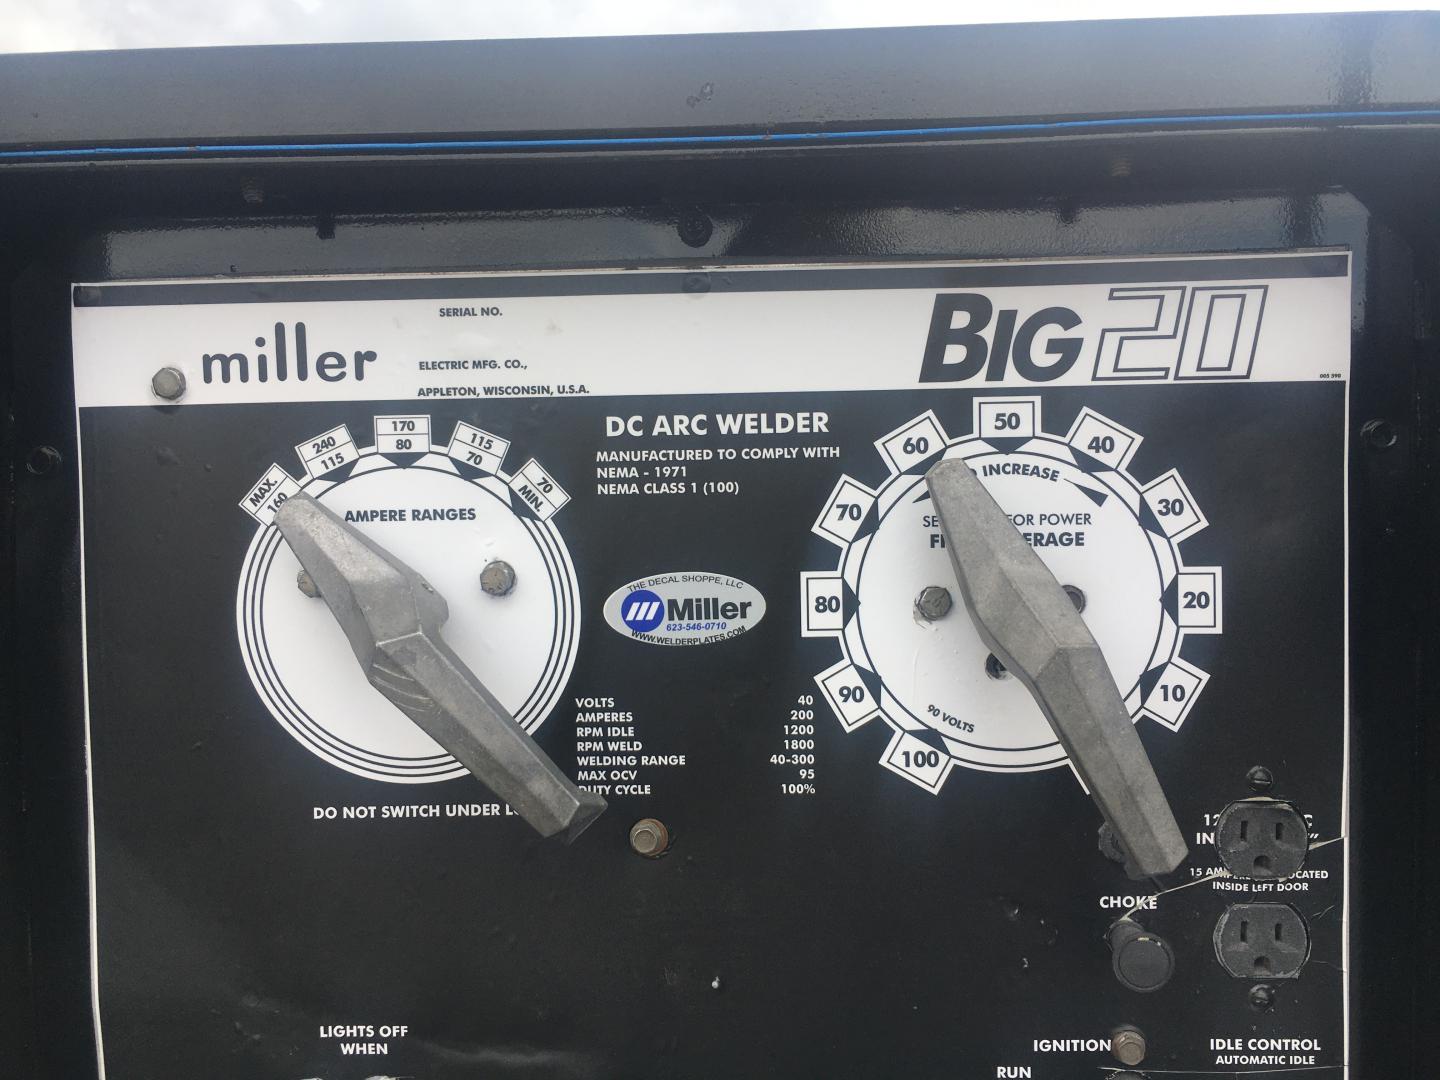 miller
SERIAL NO.
ELECTRIC MFG. CO.,
APPLETON, WISCONSIN, U.S.A.
BIG 20
005 590
MAX.
160
240
115
170
80
115
70
70
MIN.
AMPERE RANGES
DO NOT SWITCH UNDER
DC ARC WELDER
MANUFACTURED TO COMPLY WITH
NEMA - 1971
NEMA CLASS 1 (100)
THE DECAL SHOPPE, LLC
Miller
623-546-0710
WWW.WELDERPLATES.COM
VOLTS 40
AMPERES 200
RPM IDLE 1200
RPM WELD 1800
WELDING RANGE 40-300
MAX OCV 95
DUTY CYCLE 100%
10
20
30
40
50
60
70
80
90
100
INCREASE
FOR POWER
90 VOLTS
15
LOCATED
INSIDE LEFT DOOR
CHOKE
LIGHTS OFF
WHEN
IGNITION
RUN
IDLE CONTROL
AUTOMATIC IDLE